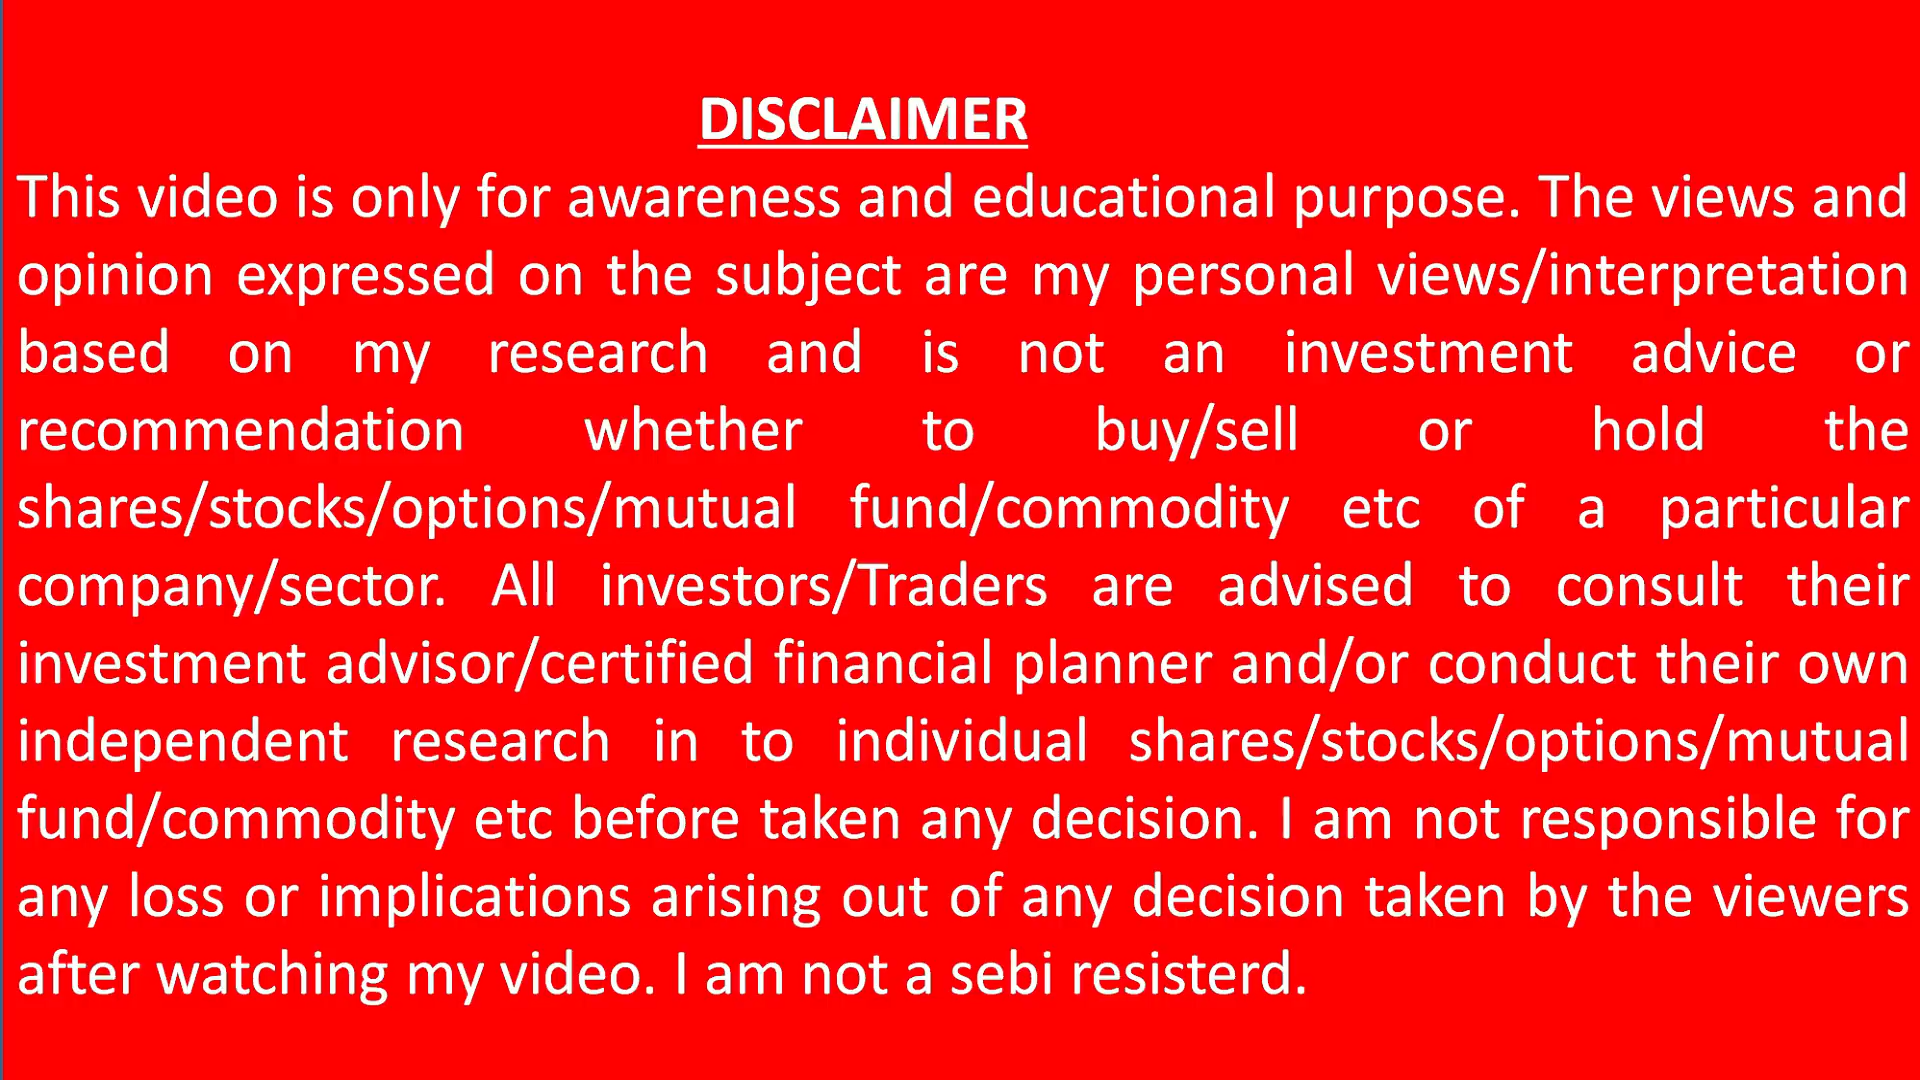 DISCLAIMER
This video is only for awareness and educational purpose. The views and
opinion expressed on the subject are my personal views/interpretation
based on my research and is not an investment advice or
recommendation whether to buy/sell or hold the
shares/stocks/options/mutual fund/commodity etc of a particular
company/sector. All investors/Traders are advised to consult their
investment advisor/certified financial planner and/or conduct their own
independent research in to individual shares/stocks/options/mutual
fund/commodity etc before taken any decision. I am not responsible for
any loss or implications arising out of any decision taken by the viewers
after watching my video. I am not a sebi resisterd.